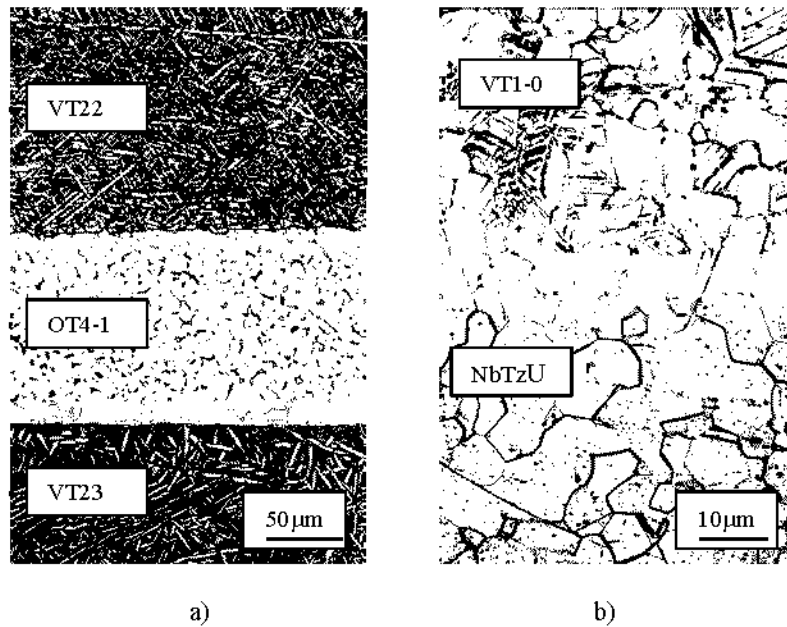 VT22
OT4-1
VT23
50 μm
a)
VT1-0
NbTzU
10 μm
b)